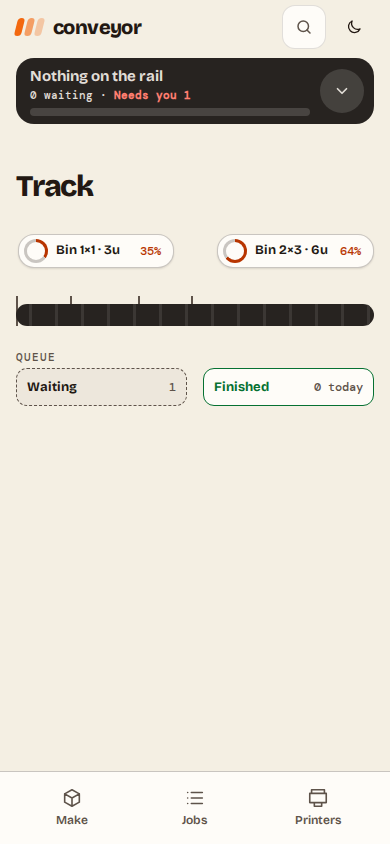 conveyor
Nothing on the rail
0 waiting · Needs you 1
Track
Bin 1×1 · 3u 35%
Bin 2×3 · 6u 64%
QUEUE
Waiting 1
Finished 0 today
Make
Jobs
Printers